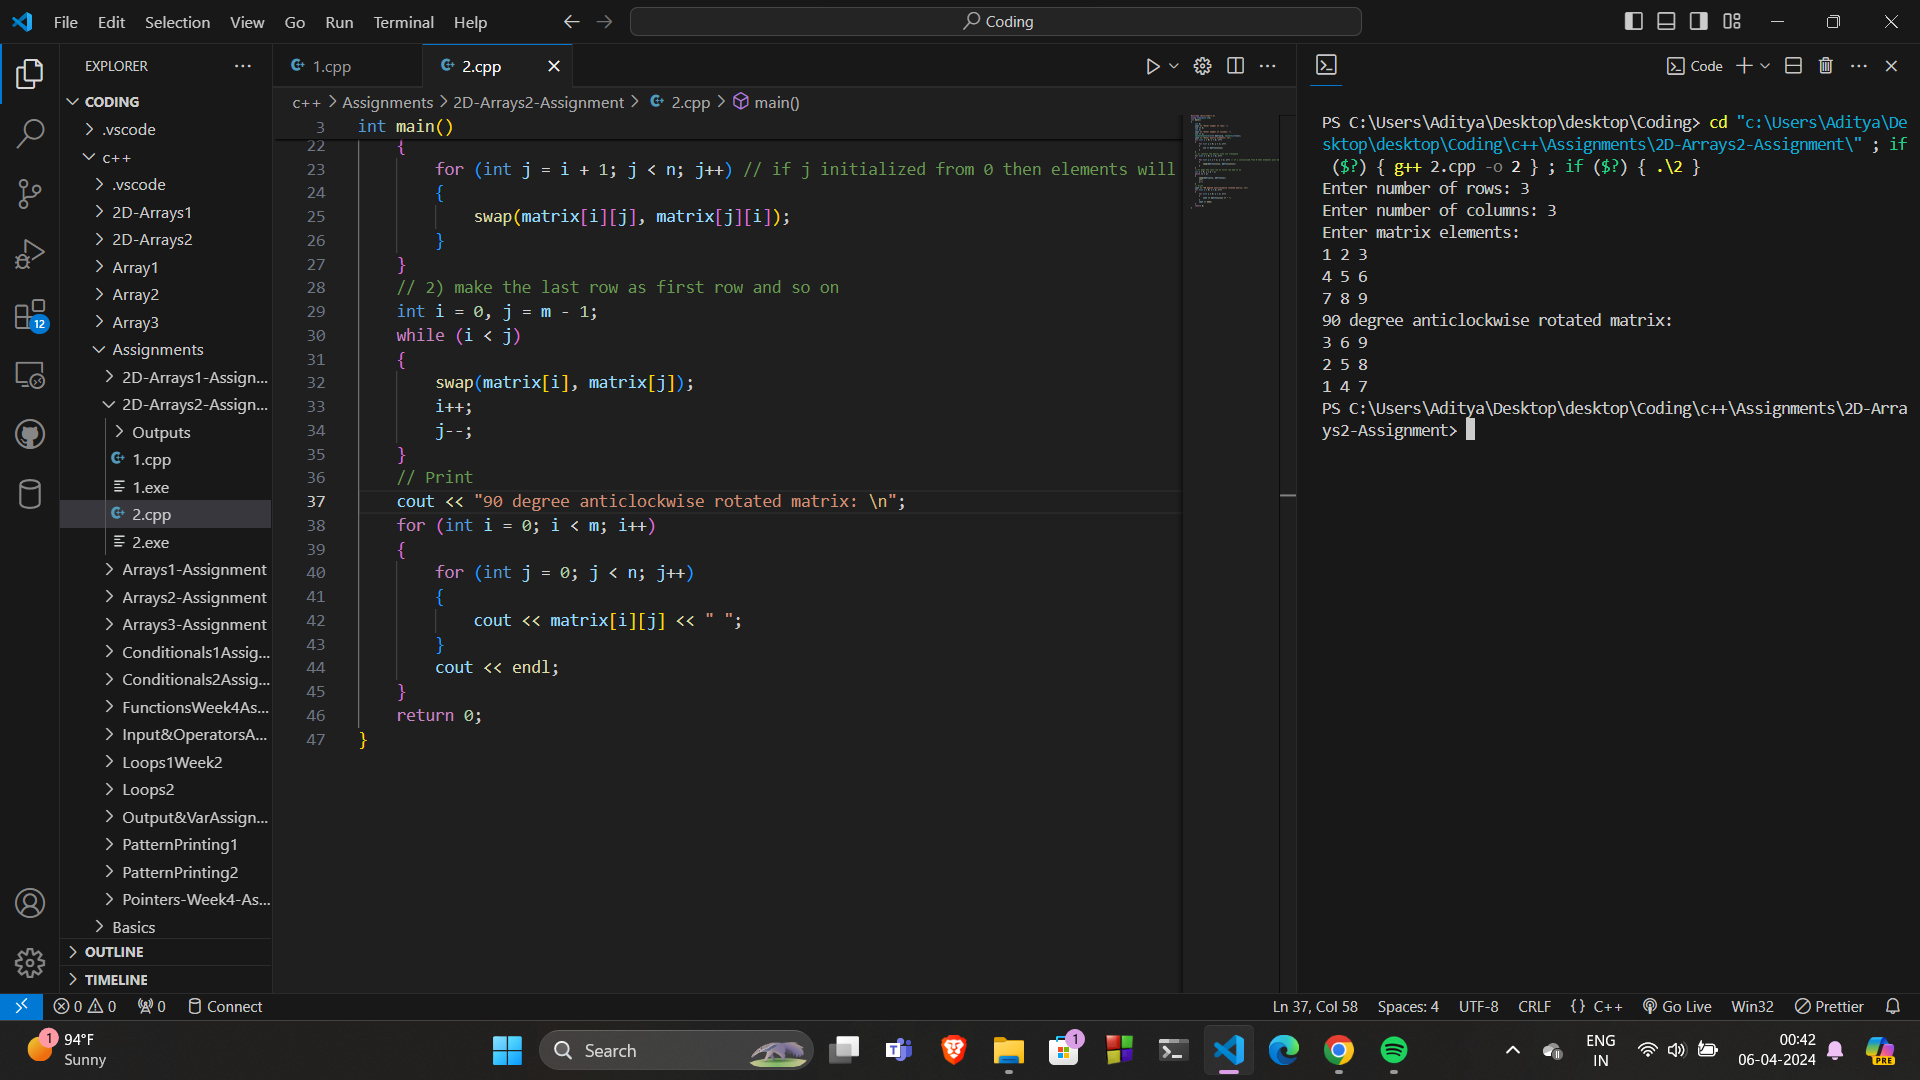 File Edit Selection View Go Run Terminal Help
Coding
EXPLORER
CODING
.vscode
c++
.vscode
2D-Arrays1
2D-Arrays2
Array1
Array2
Array3
Assignments
2D-Arrays1-Assign...
2D-Arrays2-Assign...
Outputs
1.cpp
1.exe
2.cpp
2.exe
Arrays1-Assignment
Arrays2-Assignment
Arrays3-Assignment
Conditionals1Assig...
Conditionals2Assig...
FunctionsWeek4As...
Input&OperatorsA...
Loops1Week2
Loops2
Output&VarAssign...
PatternPrinting1
PatternPrinting2
Pointers-Week4-As...
Basics
OUTLINE
TIMELINE
12
1.cpp
2.cpp
c++ > Assignments > 2D-Arrays2-Assignment > 2.cpp > main()
3 int main()
22 {
23 for (int j = i + 1; j < n; j++) // if j initialized from 0 then elements will
24 {
25 swap(matrix[i][j], matrix[j][i]);
26 }
27 }
28 // 2) make the last row as first row and so on
29 int i = 0, j = m - 1;
30 while (i < j)
31 {
32 swap(matrix[i], matrix[j]);
33 i++;
34 j--;
35 }
36 // Print
37 cout << "90 degree anticlockwise rotated matrix: \n";
38 for (int i = 0; i < m; i++)
39 {
40 for (int j = 0; j < n; j++)
41 {
42 cout << matrix[i][j] << " ";
43 }
44 cout << endl;
45 }
46 return 0;
47 }
Code
PS C:\Users\Aditya\Desktop\desktop\Coding> cd "c:\Users\Aditya\De
sktop\desktop\Coding\c++\Assignments\2D-Arrays2-Assignment\" ; if
($?) { g++ 2.cpp -o 2 } ; if ($?) { .\2 }
Enter number of rows: 3
Enter number of columns: 3
Enter matrix elements:
1 2 3
4 5 6
7 8 9
90 degree anticlockwise rotated matrix:
3 6 9
2 5 8
1 4 7
PS C:\Users\Aditya\Desktop\desktop\Coding\c++\Assignments\2D-Arra
ys2-Assignment>
0 0 0 Connect
Ln 37, Col 58 Spaces: 4 UTF-8 CRLF {} C++ Go Live Win32 Prettier
1
94°F
Sunny
Search
1
ENG
IN
00:42
06-04-2024
PRE